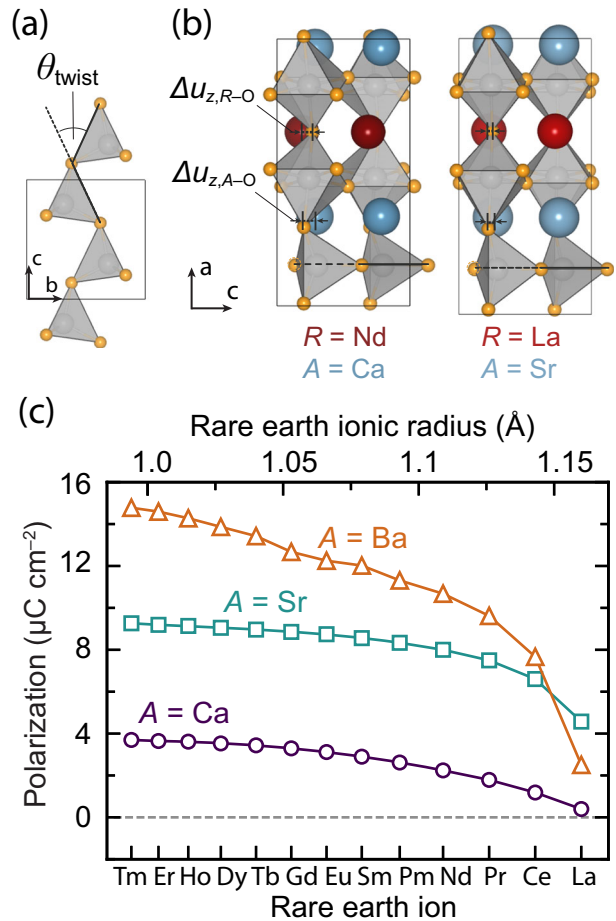 (a)
θtwist
c
b
(b)
Δuz,R–O
Δuz,A–O
a
c
R = Nd
A = Ca
R = La
A = Sr
(c)
Rare earth ionic radius (Å)
1.0 1.05 1.1 1.15
16
12
8
4
0
Polarization (μC cm−2)
A = Ba
A = Sr
A = Ca
Tm Er Ho Dy Tb Gd Eu Sm Pm Nd Pr Ce La
Rare earth ion